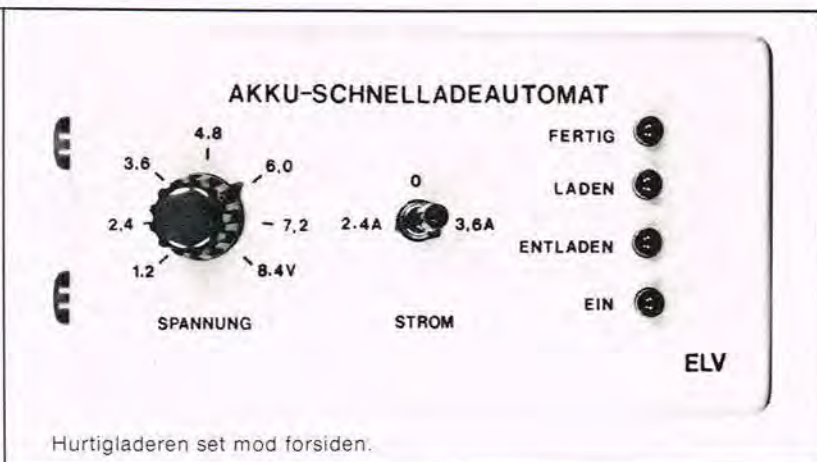 AKKU-SCHNELLADEAUTOMAT
4.8
3.6
6.0
2.4
7,2
1.2
8.4V
SPANNUNG
0
2.4A
3.6A
STROM
FERTIG
LADEN
ENTLADEN
EIN
ELV
Hurtigladeren set mod forsiden.